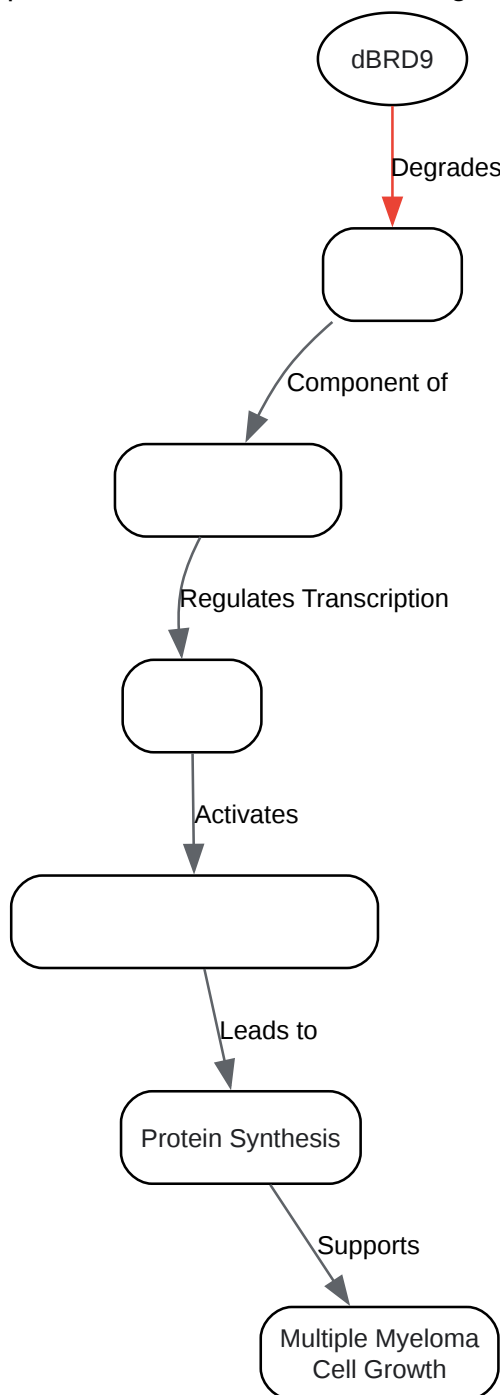 dBRD9
Degrades
Component of
Regulates Transcription
Activates
Leads to
Protein Synthesis
Supports
Multiple Myeloma
Cell Growth